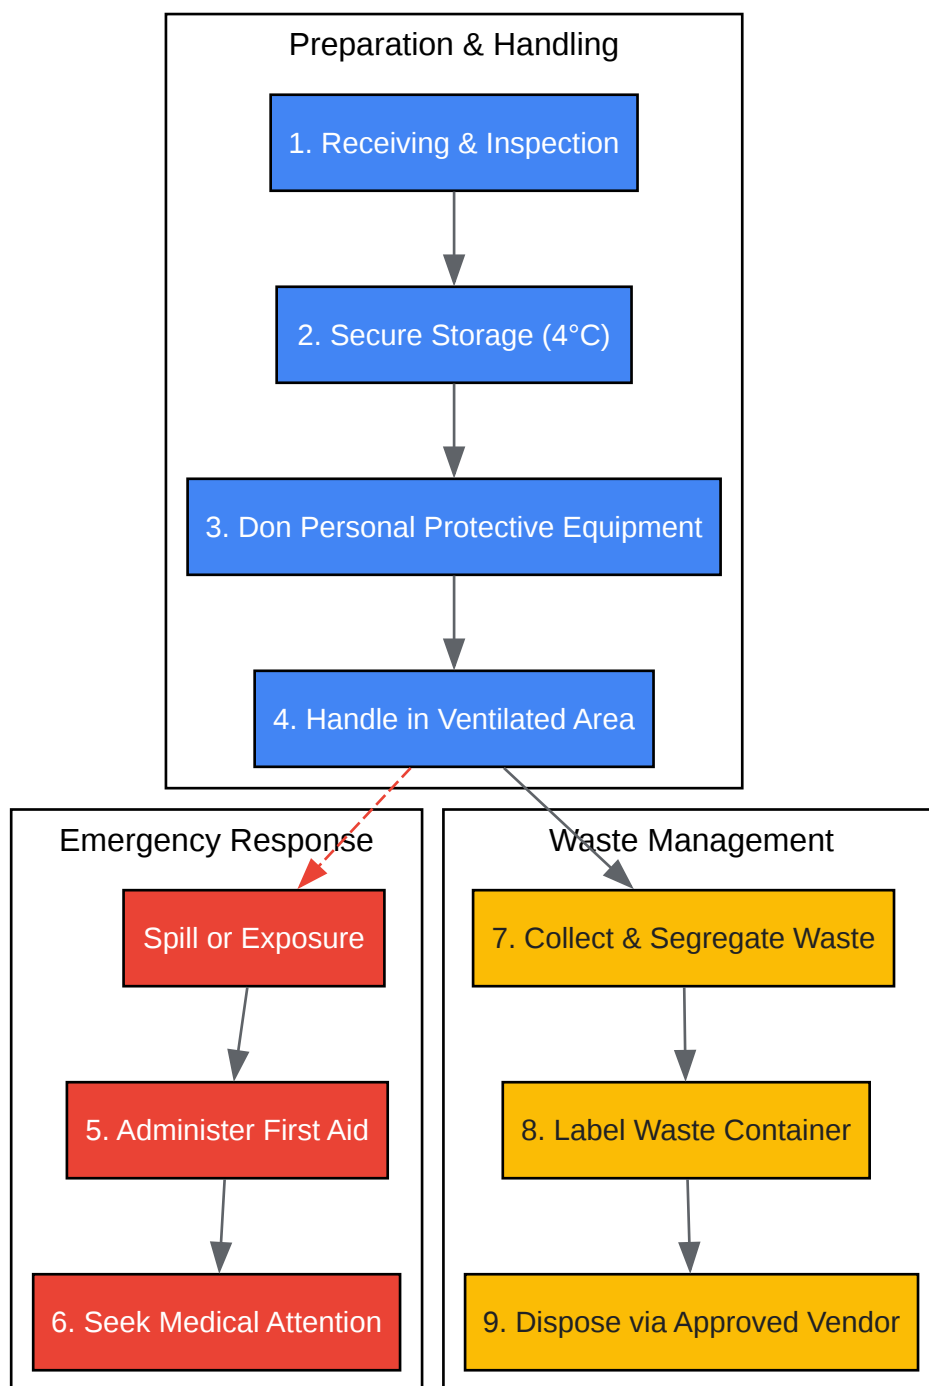 Preparation & Handling
1. Receiving & Inspection
2. Secure Storage (4°C)
3. Don Personal Protective Equipment
4. Handle in Ventilated Area
Emergency Response
Spill or Exposure
5. Administer First Aid
6. Seek Medical Attention
Waste Management
7. Collect & Segregate Waste
8. Label Waste Container
9. Dispose via Approved Vendor